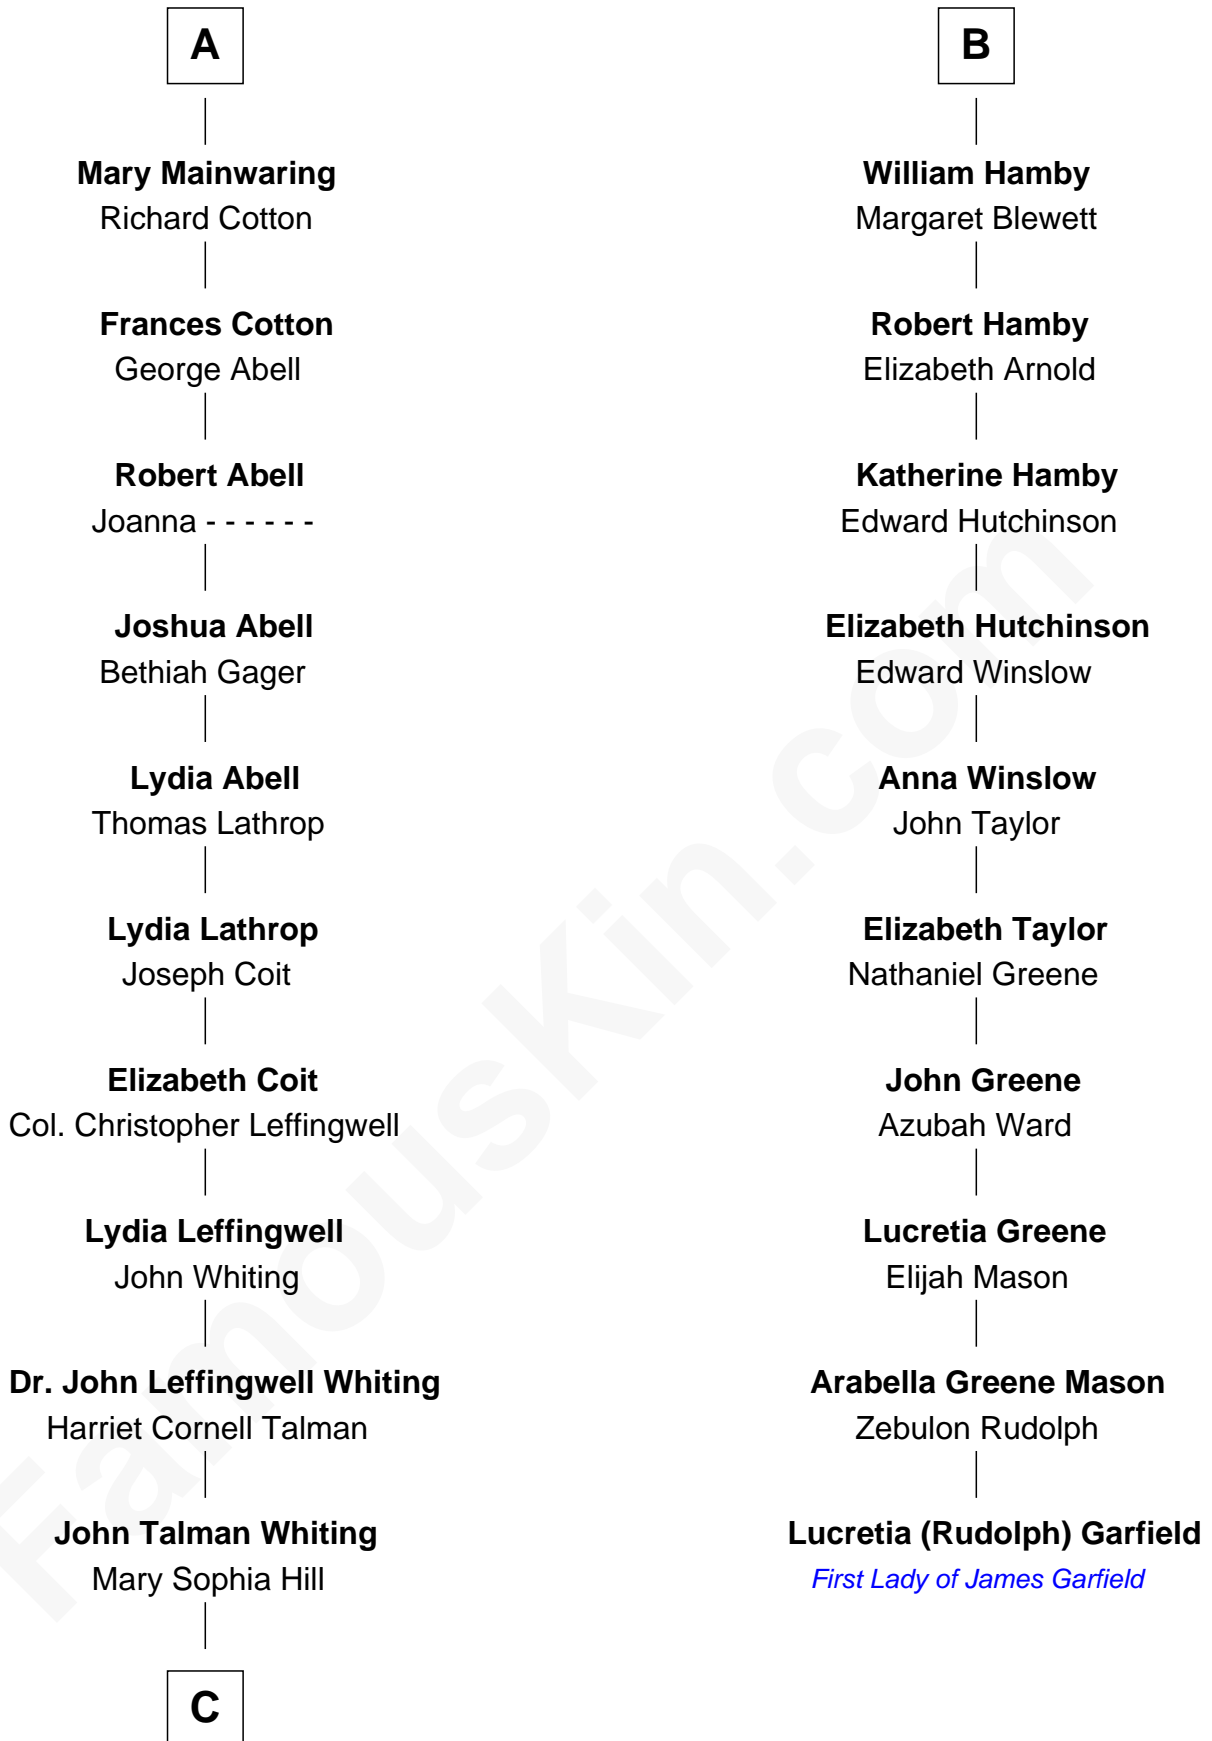 A
Mary Mainwaring
Richard Cotton
Frances Cotton
George Abell
Robert Abell
Joanna - - - - - -
Joshua Abell
Bethiah Gager
Lydia Abell
Thomas Lathrop
Lydia Lathrop
Joseph Coit
Elizabeth Coit
Col. Christopher Leffingwell
Lydia Leffingwell
John Whiting
Dr. John Leffingwell Whiting
Harriet Cornell Talman
John Talman Whiting
Mary Sophia Hill
C
B
William Hamby
Margaret Blewett
Robert Hamby
Elizabeth Arnold
Katherine Hamby
Edward Hutchinson
Elizabeth Hutchinson
Edward Winslow
Anna Winslow
John Taylor
Elizabeth Taylor
Nathaniel Greene
John Greene
Azubah Ward
Lucretia Greene
Elijah Mason
Arabella Greene Mason
Zebulon Rudolph
Lucretia (Rudolph) Garfield
First Lady of James Garfield
FamousKin.com